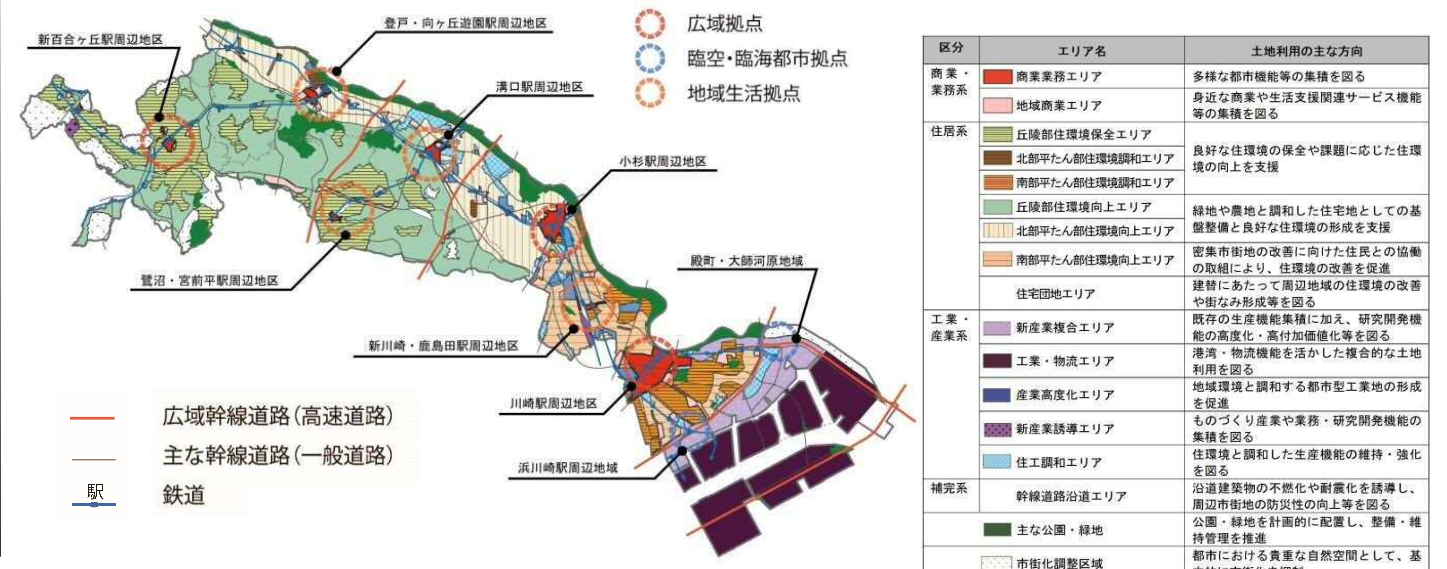 登戸・向ヶ丘遊園駅周辺地区
新百合ヶ丘駅周辺地区
溝口駅周辺地区
小杉駅周辺地区
殿町・大師河原地域
鷺沼・宮前平駅周辺地区
新川崎・鹿島田駅周辺地区
川崎駅周辺地区
浜川崎駅周辺地域
広域拠点
臨空・臨海都市拠点
地域生活拠点
広域幹線道路(高速道路)
主な幹線道路(一般道路)
駅
鉄道
区分 エリア名 土地利用の主な方向
商業・
業務系
商業業務エリア 多様な都市機能等の集積を図る
地域商業エリア 身近な商業や生活支援関連サービス機能
等の集積を図る
住居系
丘陵部住環境保全エリア
北部平たん部住環境調和エリア
南部平たん部住環境調和エリア
良好な住環境の保全や課題に応じた住環
境の向上を支援
丘陵部住環境向上エリア
北部平たん部住環境向上エリア
緑地や農地と調和した住宅地としての基
盤整備と良好な住環境の形成を支援
南部平たん部住環境向上エリア 密集市街地の改善に向けた住民との協働
の取組により、住環境の改善を促進
住宅団地エリア 建替にあたって周辺地域の住環境の改善
や街なみ形成等を図る
工業・
産業系
新産業複合エリア 既存の生産機能集積に加え、研究開発機
能の高度化・高付加価値化等を図る
工業・物流エリア 港湾・物流機能を活かした複合的な土地
利用を図る
産業高度化エリア 地域環境と調和する都市型工業地の形成
を促進
新産業誘導エリア ものづくり産業や業務・研究開発機能の
集積を図る
住工調和エリア 住環境と調和した生産機能の維持・強化
を図る
補完系 幹線道路沿道エリア 沿道建築物の不燃化や耐震化を誘導し、
周辺市街地の防災性の向上等を図る
主な公園・緑地 公園・緑地を計画的に配置し、整備・維
持管理を推進
市街化調整区域 都市における貴重な自然空間として、基